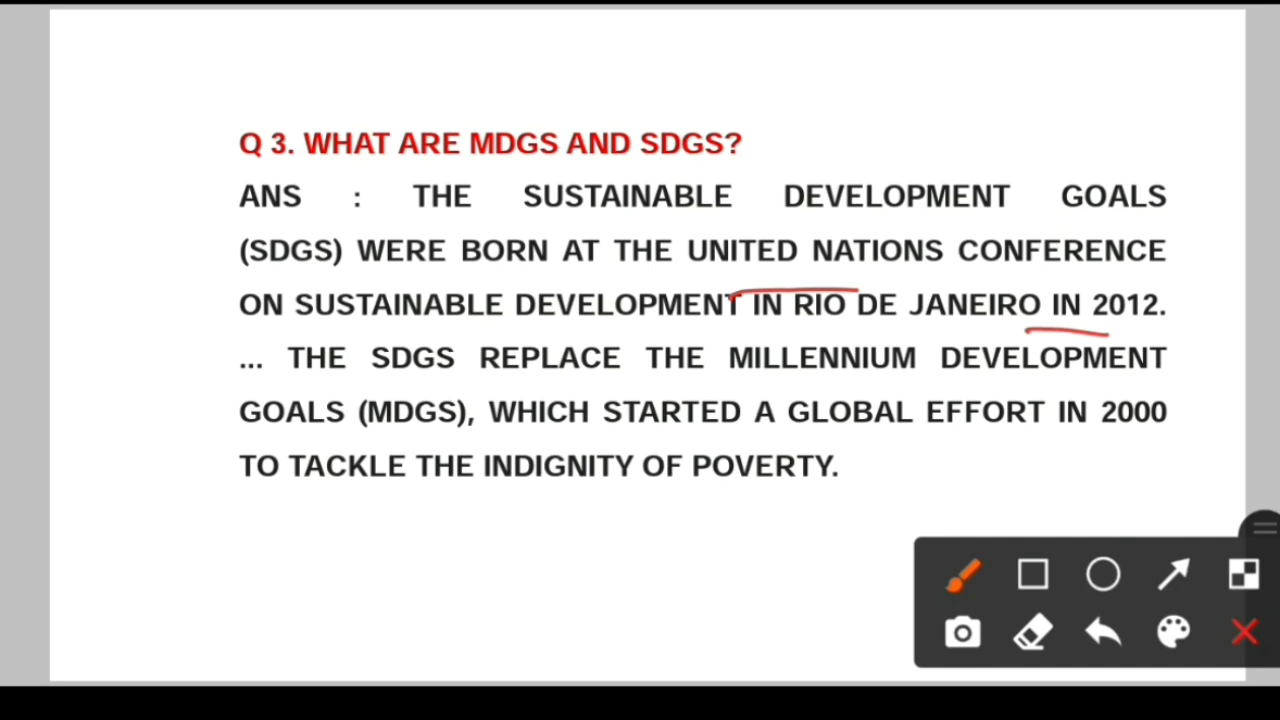 Q 3. WHAT ARE MDGS AND SDGS?
ANS : THE SUSTAINABLE DEVELOPMENT GOALS
(SDGS) WERE BORN AT THE UNITED NATIONS CONFERENCE
ON SUSTAINABLE DEVELOPMENT IN RIO DE JANEIRO IN 2012.
... THE SDGS REPLACE THE MILLENNIUM DEVELOPMENT
GOALS (MDGS), WHICH STARTED A GLOBAL EFFORT IN 2000
TO TACKLE THE INDIGNITY OF POVERTY.